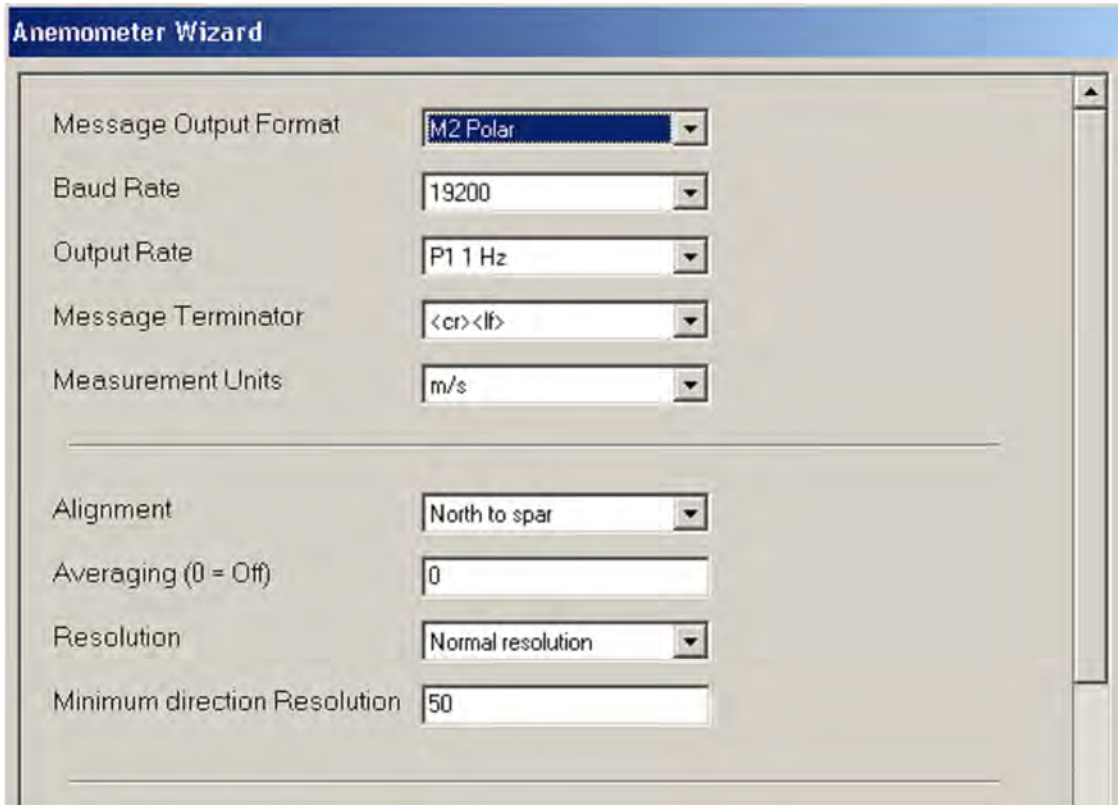 Anemometer Wizard
Message Output Format M2 Polar
Baud Rate 19200
Output Rate P1 1 Hz
Message Terminator <cr><lf>
Measurement Units m/s
Alignment North to spar
Averaging (0 = Off) 0
Resolution Normal resolution
Minimum direction Resolution 50